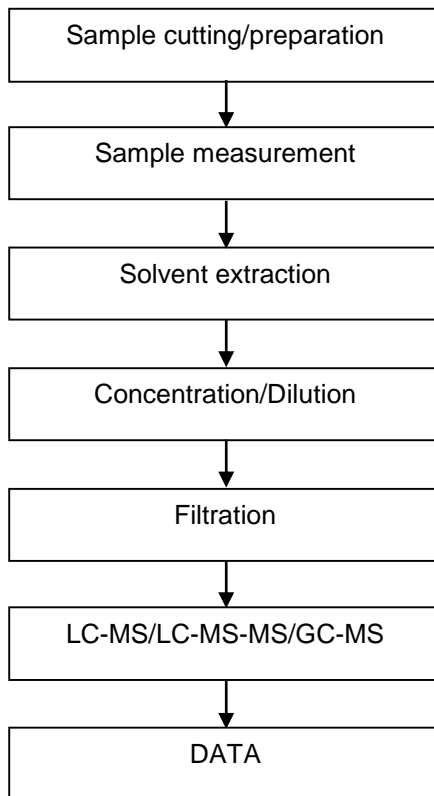 Sample cutting/preparation
Sample measurement
Solvent extraction
Concentration/Dilution
Filtration
LC-MS/LC-MS-MS/GC-MS
DATA